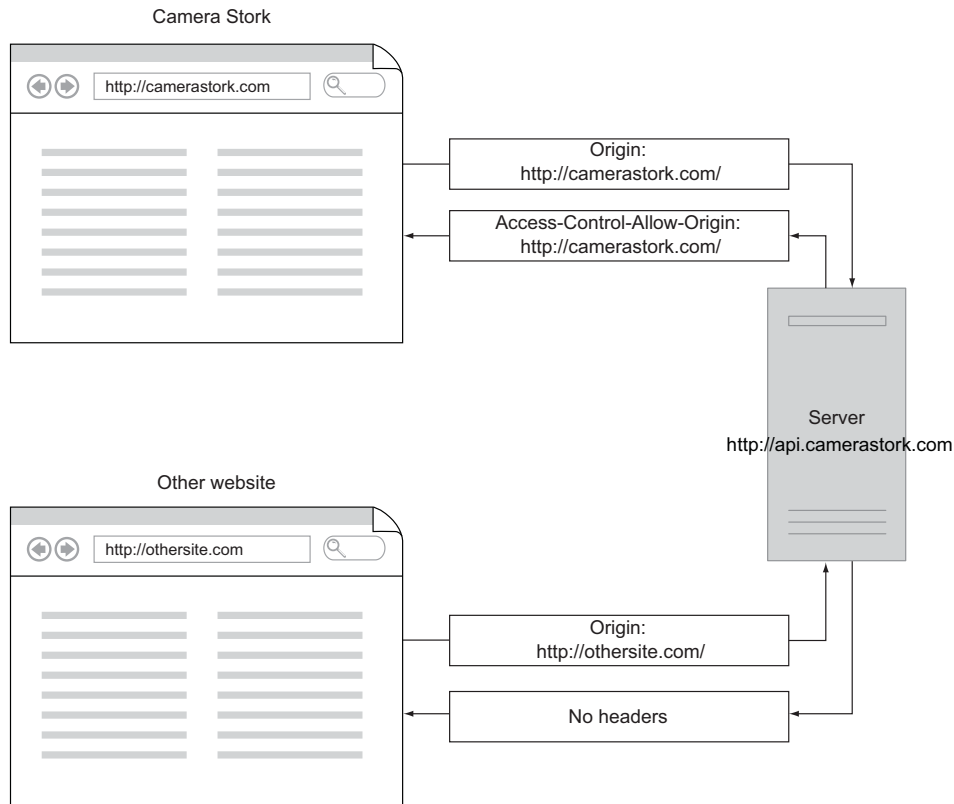 Camera Stork
http://camerastork.com
Origin:
http://camerastork.com/
Access-Control-Allow-Origin:
http://camerastork.com/
Server
http://api.camerastork.com
Other website
http://othersite.com
Origin:
http://othersite.com/
No headers